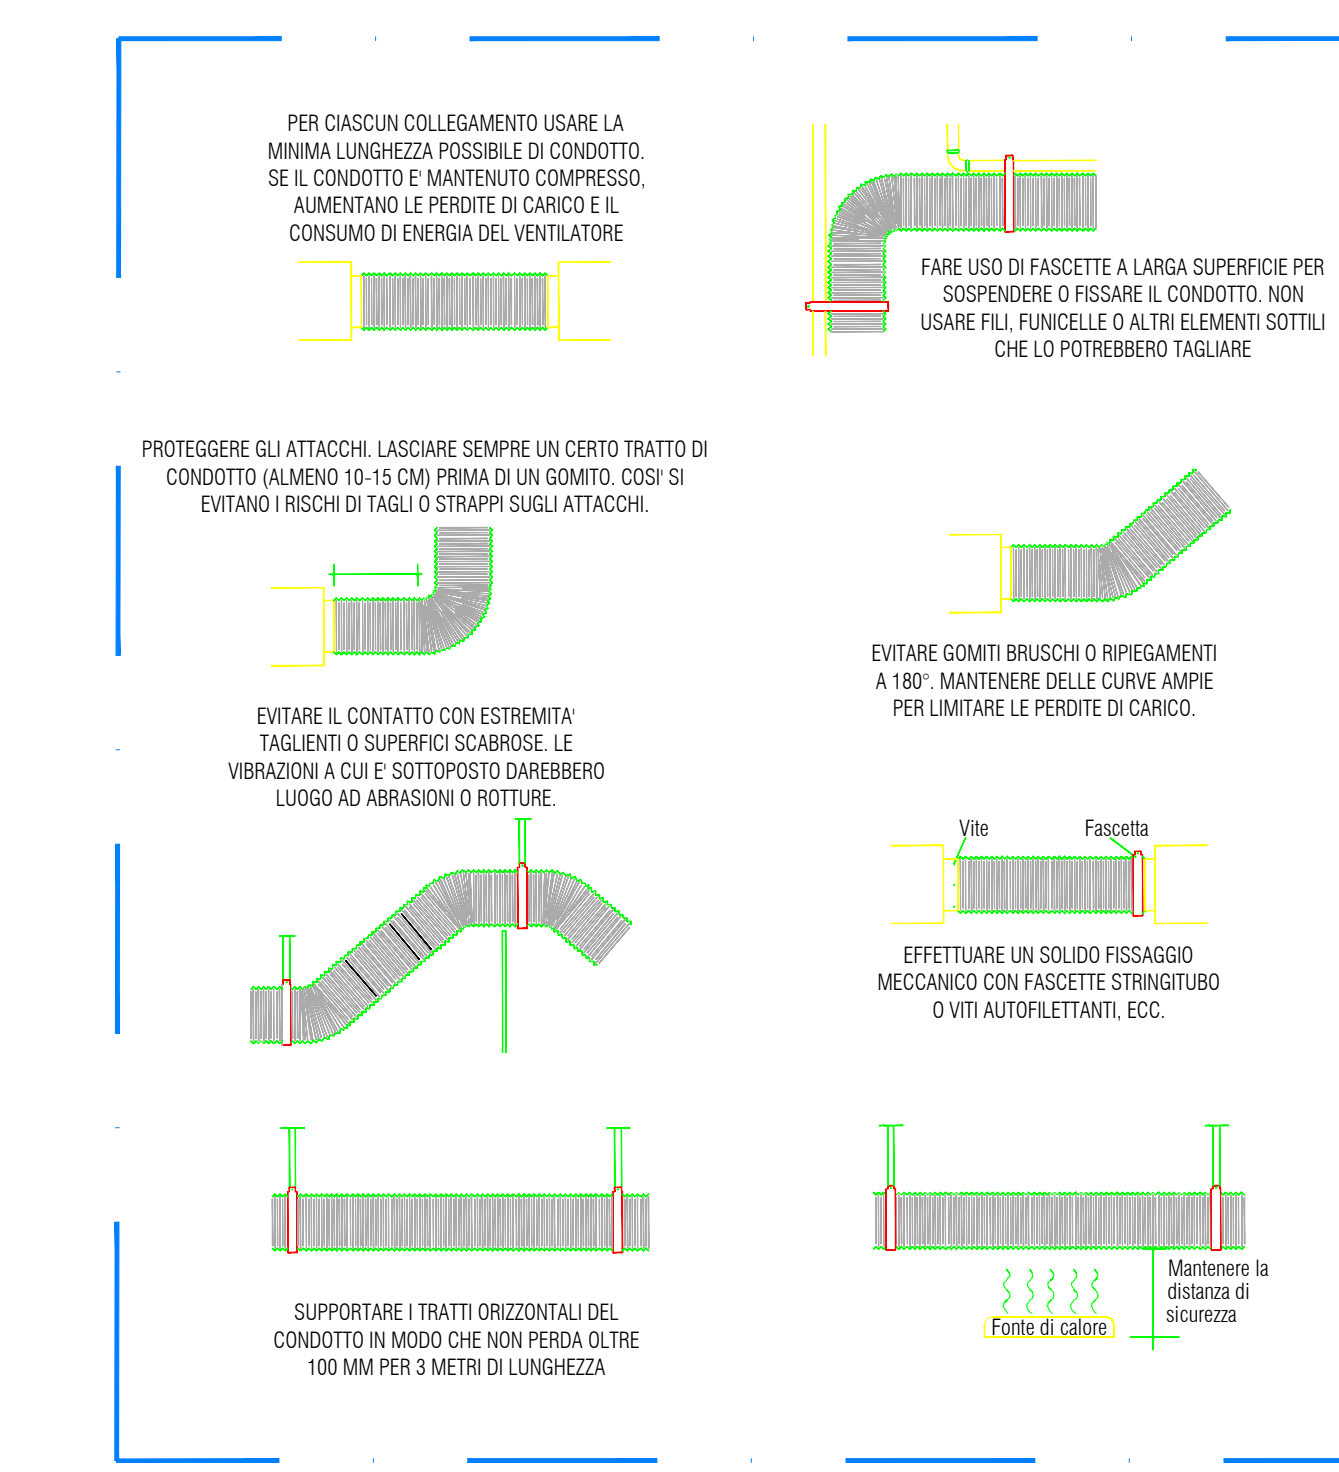 PER CIASCUN COLLEGAMENTO USARE LA
MINIMA LUNGHEZZA POSSIBILE DI CONDOTTO.
SE IL CONDOTTO E' MANTENUTO COMPRESSO,
AUMENTANO LE PERDITE DI CARICO E IL
CONSUMO DI ENERGIA DEL VENTILATORE
FARE USO DI FASCETTE A LARGA SUPERFICIE PER
SOSPENDERE O FISSARE IL CONDOTTO. NON
USARE FILI, FUNICELLE O ALTRI ELEMENTI SOTTILI
CHE LO POTREBBERO TAGLIARE
PROTEGGERE GLI ATTACCHI. LASCIARE SEMPRE UN CERTO TRATTO DI
CONDOTTO (ALMENO 10-15 CM) PRIMA DI UN GOMITO. COSI' SI
EVITANO I RISCHI DI TAGLI O STRAPPI SUGLI ATTACCHI.
EVITARE GOMITI BRUSCHI O RIPIEGAMENTI
A 180°. MANTENERE DELLE CURVE AMPIE
PER LIMITARE LE PERDITE DI CARICO.
EVITARE IL CONTATTO CON ESTREMITA'
TAGLIENTI O SUPERFICI SCABROSE. LE
VIBRAZIONI A CUI E' SOTTOPOSTO DAREBBERO
LUOGO AD ABRASIONI O ROTTURE.
Vite
Fascetta
EFFETTUARE UN SOLIDO FISSAGGIO
MECCANICO CON FASCETTE STRINGITUBO
O VITI AUTOFILETTANTI, ECC.
SUPPORTARE I TRATTI ORIZZONTALI DEL
CONDOTTO IN MODO CHE NON PERDA OLTRE
100 MM PER 3 METRI DI LUNGHEZZA
Mantenere la
distanza di
sicurezza
Fonte di calore